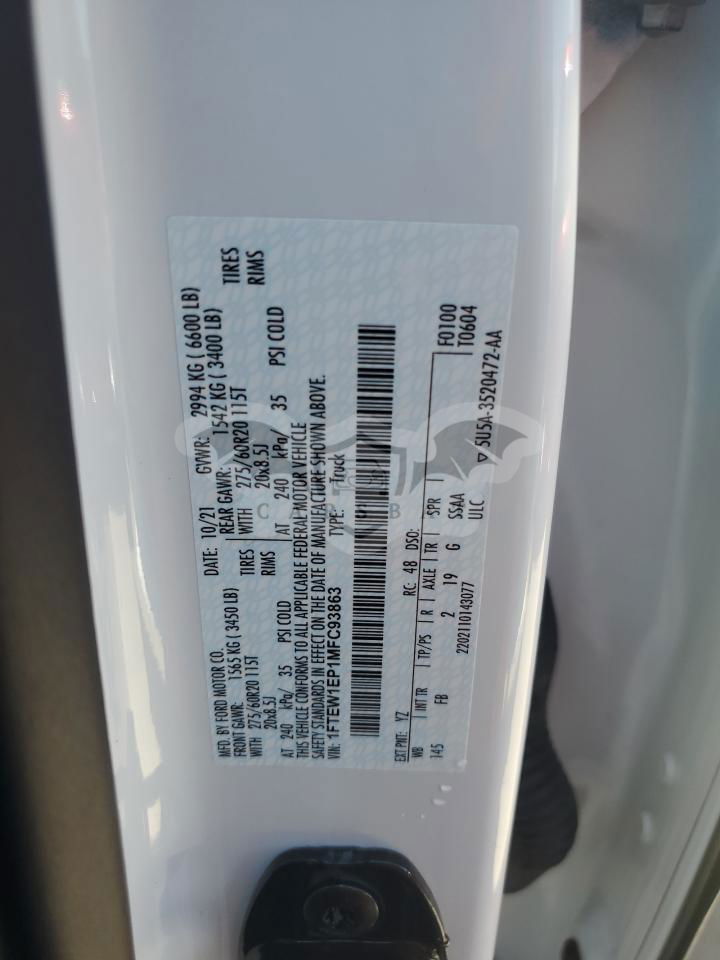 MFD. BY FORD MOTOR CO. DATE: 10/21 GVWR: 2994 KG ( 6600 LB)
FRONT GAWR: 1565 KG ( 3450 LB) REAR GAWR: 1542 KG ( 3400 LB)
WITH 275/60R20 115T TIRES WITH 275/60R20 115T TIRES
20x8.5J RIMS 20x8.5J RIMS
AT 240 kPa/ 35 PSI COLD AT 240 kPa/ 35 PSI COLD
THIS VEHICLE CONFORMS TO ALL APPLICABLE FEDERAL MOTOR VEHICLE
SAFETY STANDARDS IN EFFECT ON THE DATE OF MANUFACTURE SHOWN ABOVE.
VIN: 1FTEW1EP1MFC93863 TYPE: Truck
EXT PNT: YZ RC: 48 DSO: F0100
WB INT TR TP/PS R AXLE TR SPR T0604
145 FB 2 19 G SSAA
2202110143077 ULC 5U5A-3520472-AA